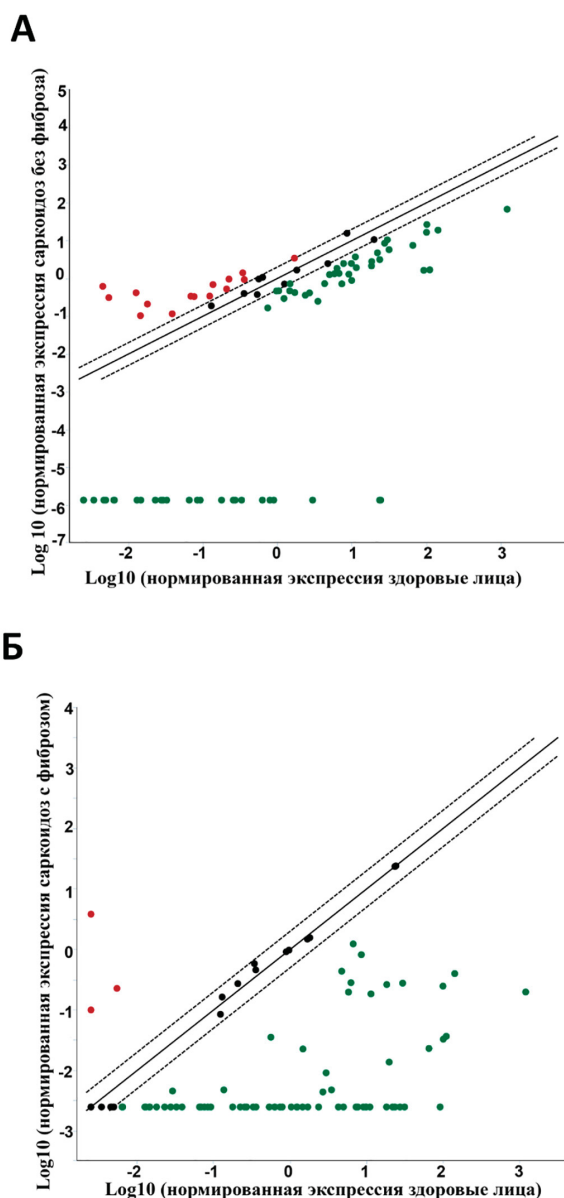 А
Log 10 (нормированная экспрессия саркоидоз без фиброза)
5
4
3
2
1
0
-1
-2
-3
-4
-5
-6
-7
-2 -1 0 1 2 3
Log10 (нормированная экспрессия здоровые лица)
Б
Log10 (нормированная экспрессия саркоидоз с фиброзом)
4
3
2
1
0
-1
-2
-3
-2 -1 0 1 2 3
Log10 (нормированная экспрессия здоровые лица)